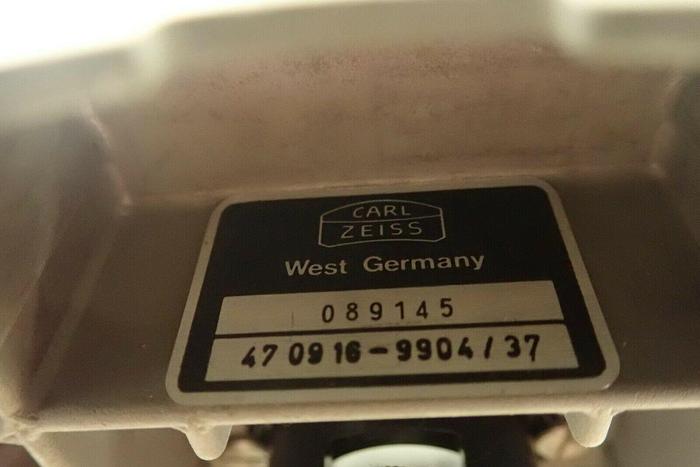 CARL
ZEISS
West Germany
089145
47 09 16-9904/37